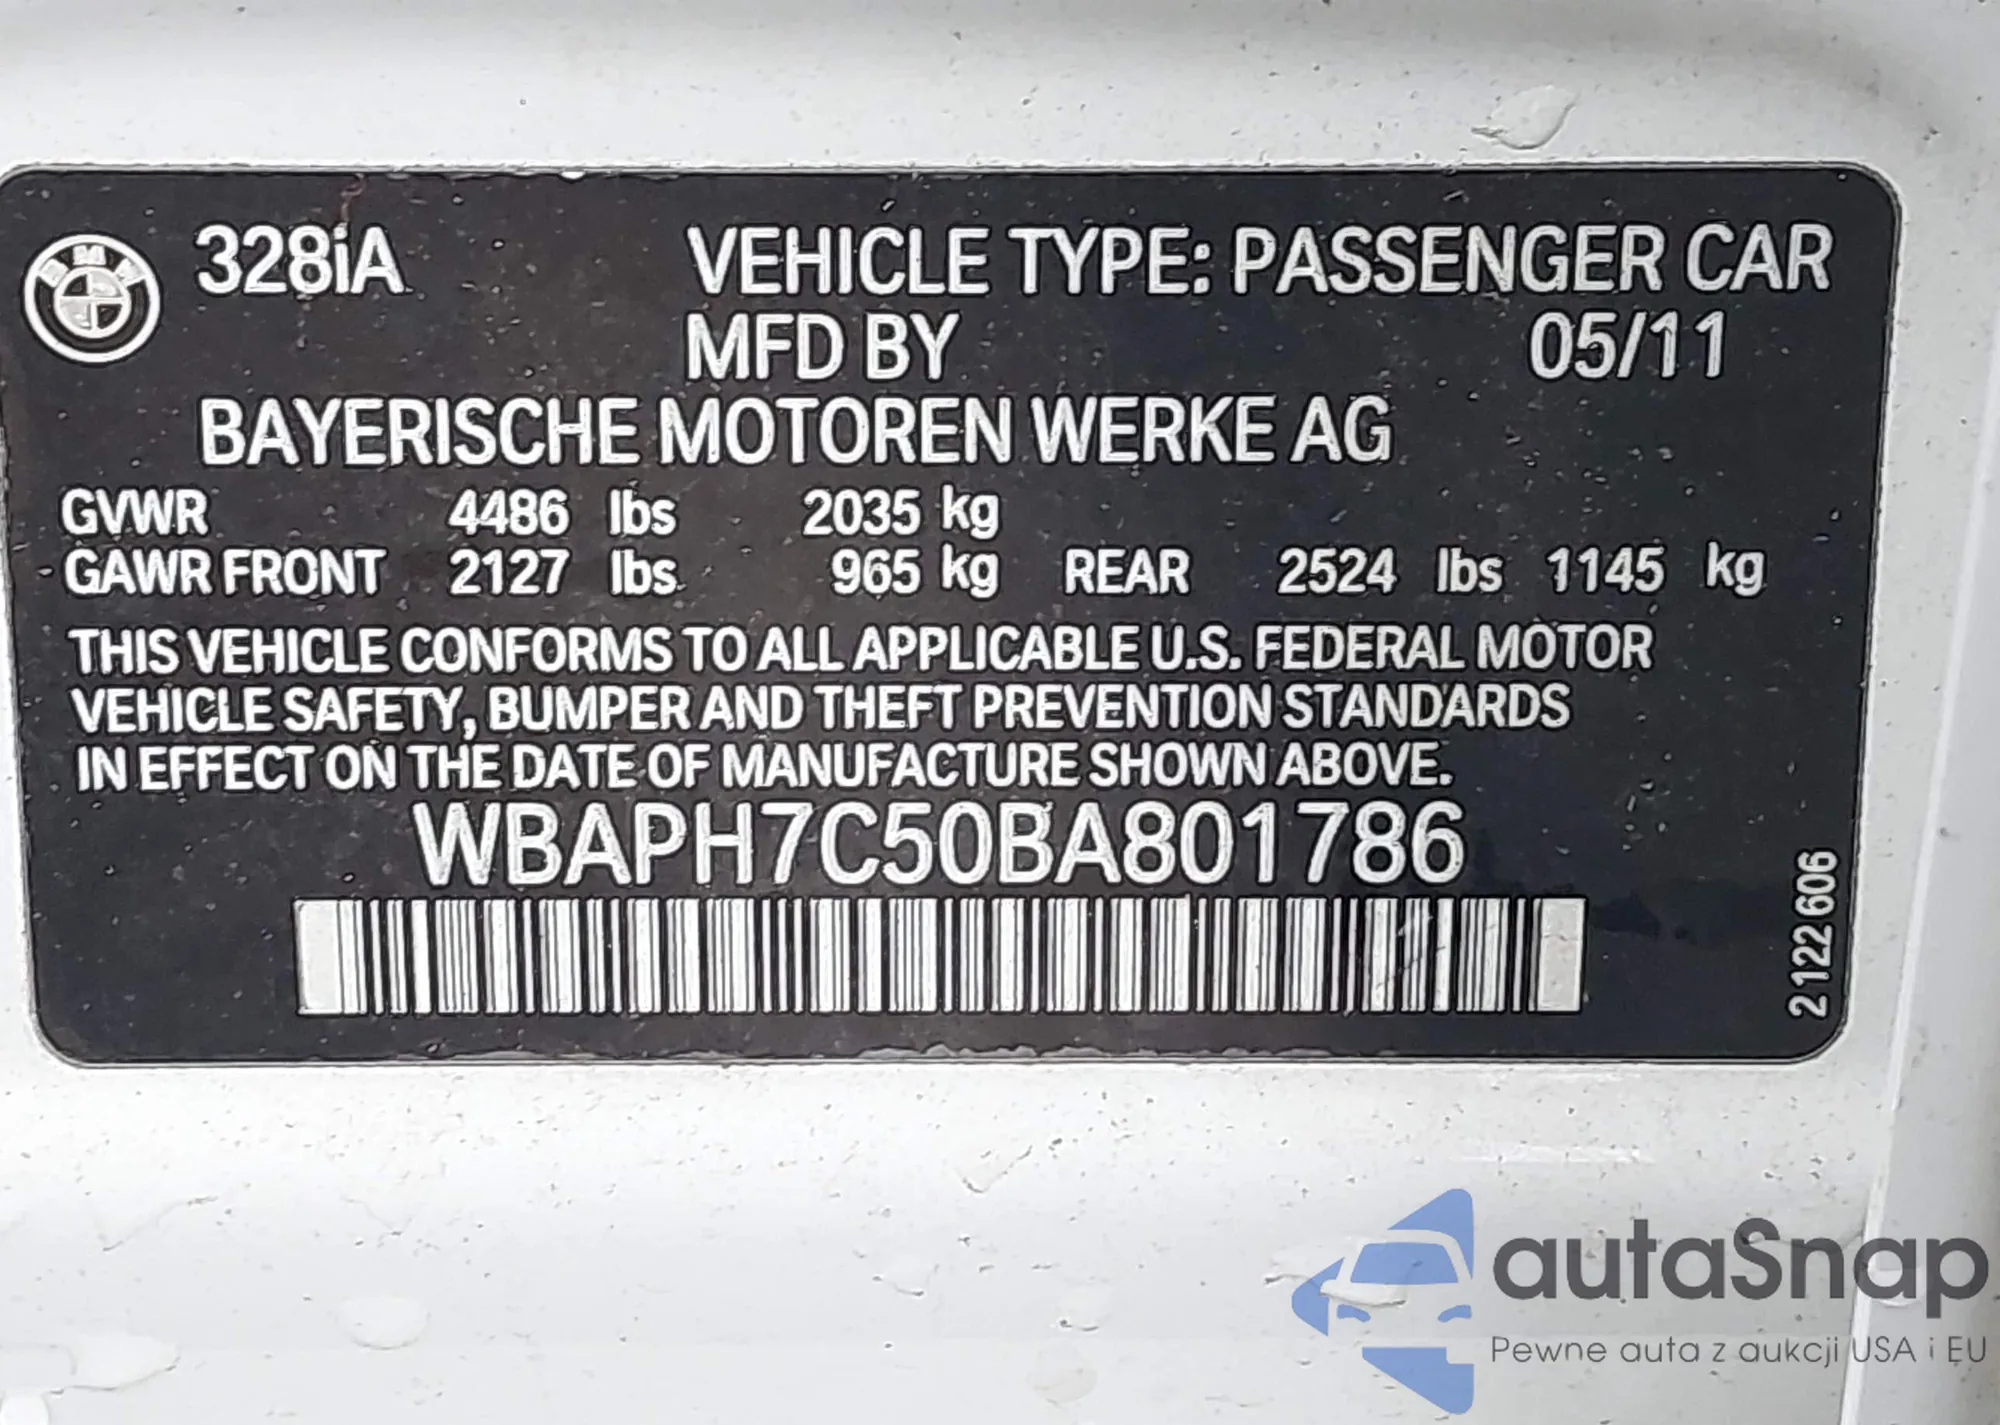 BMW
328iA VEHICLE TYPE: PASSENGER CAR
MFD BY 05/11
BAYERISCHE MOTOREN WERKE AG
GVWR 4486 lbs 2035 kg
GAWR FRONT 2127 lbs 965 kg REAR 2524 lbs 1145 kg
THIS VEHICLE CONFORMS TO ALL APPLICABLE U.S. FEDERAL MOTOR
VEHICLE SAFETY, BUMPER AND THEFT PREVENTION STANDARDS
IN EFFECT ON THE DATE OF MANUFACTURE SHOWN ABOVE.
WBAPH7C50BA801786
2122 606
autaSnap
Pewne auta z aukcji USA i EU